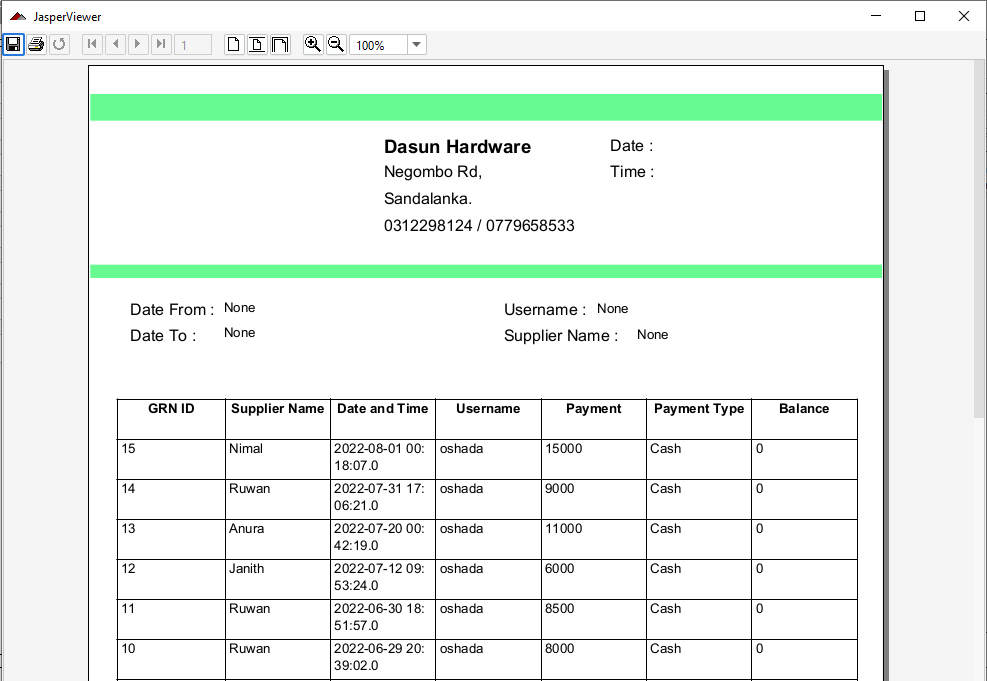 JasperViewer
1
100%
Dasun Hardware
Date :
Negombo Rd,
Time :
Sandalanka.
0312298124 / 0779658533
Date From : None
Username : None
Date To : None
Supplier Name : None
GRN ID Supplier Name Date and Time Username Payment Payment Type Balance
15 Nimal 2022-08-01 00: oshada 15000 Cash 0
18:07.0
14 Ruwan 2022-07-31 17: oshada 9000 Cash 0
06:21.0
13 Anura 2022-07-20 00: oshada 11000 Cash 0
42:19.0
12 Janith 2022-07-12 09: oshada 6000 Cash 0
53:24.0
11 Ruwan 2022-06-30 18: oshada 8500 Cash 0
51:57.0
10 Ruwan 2022-06-29 20: oshada 8000 Cash 0
39:02.0